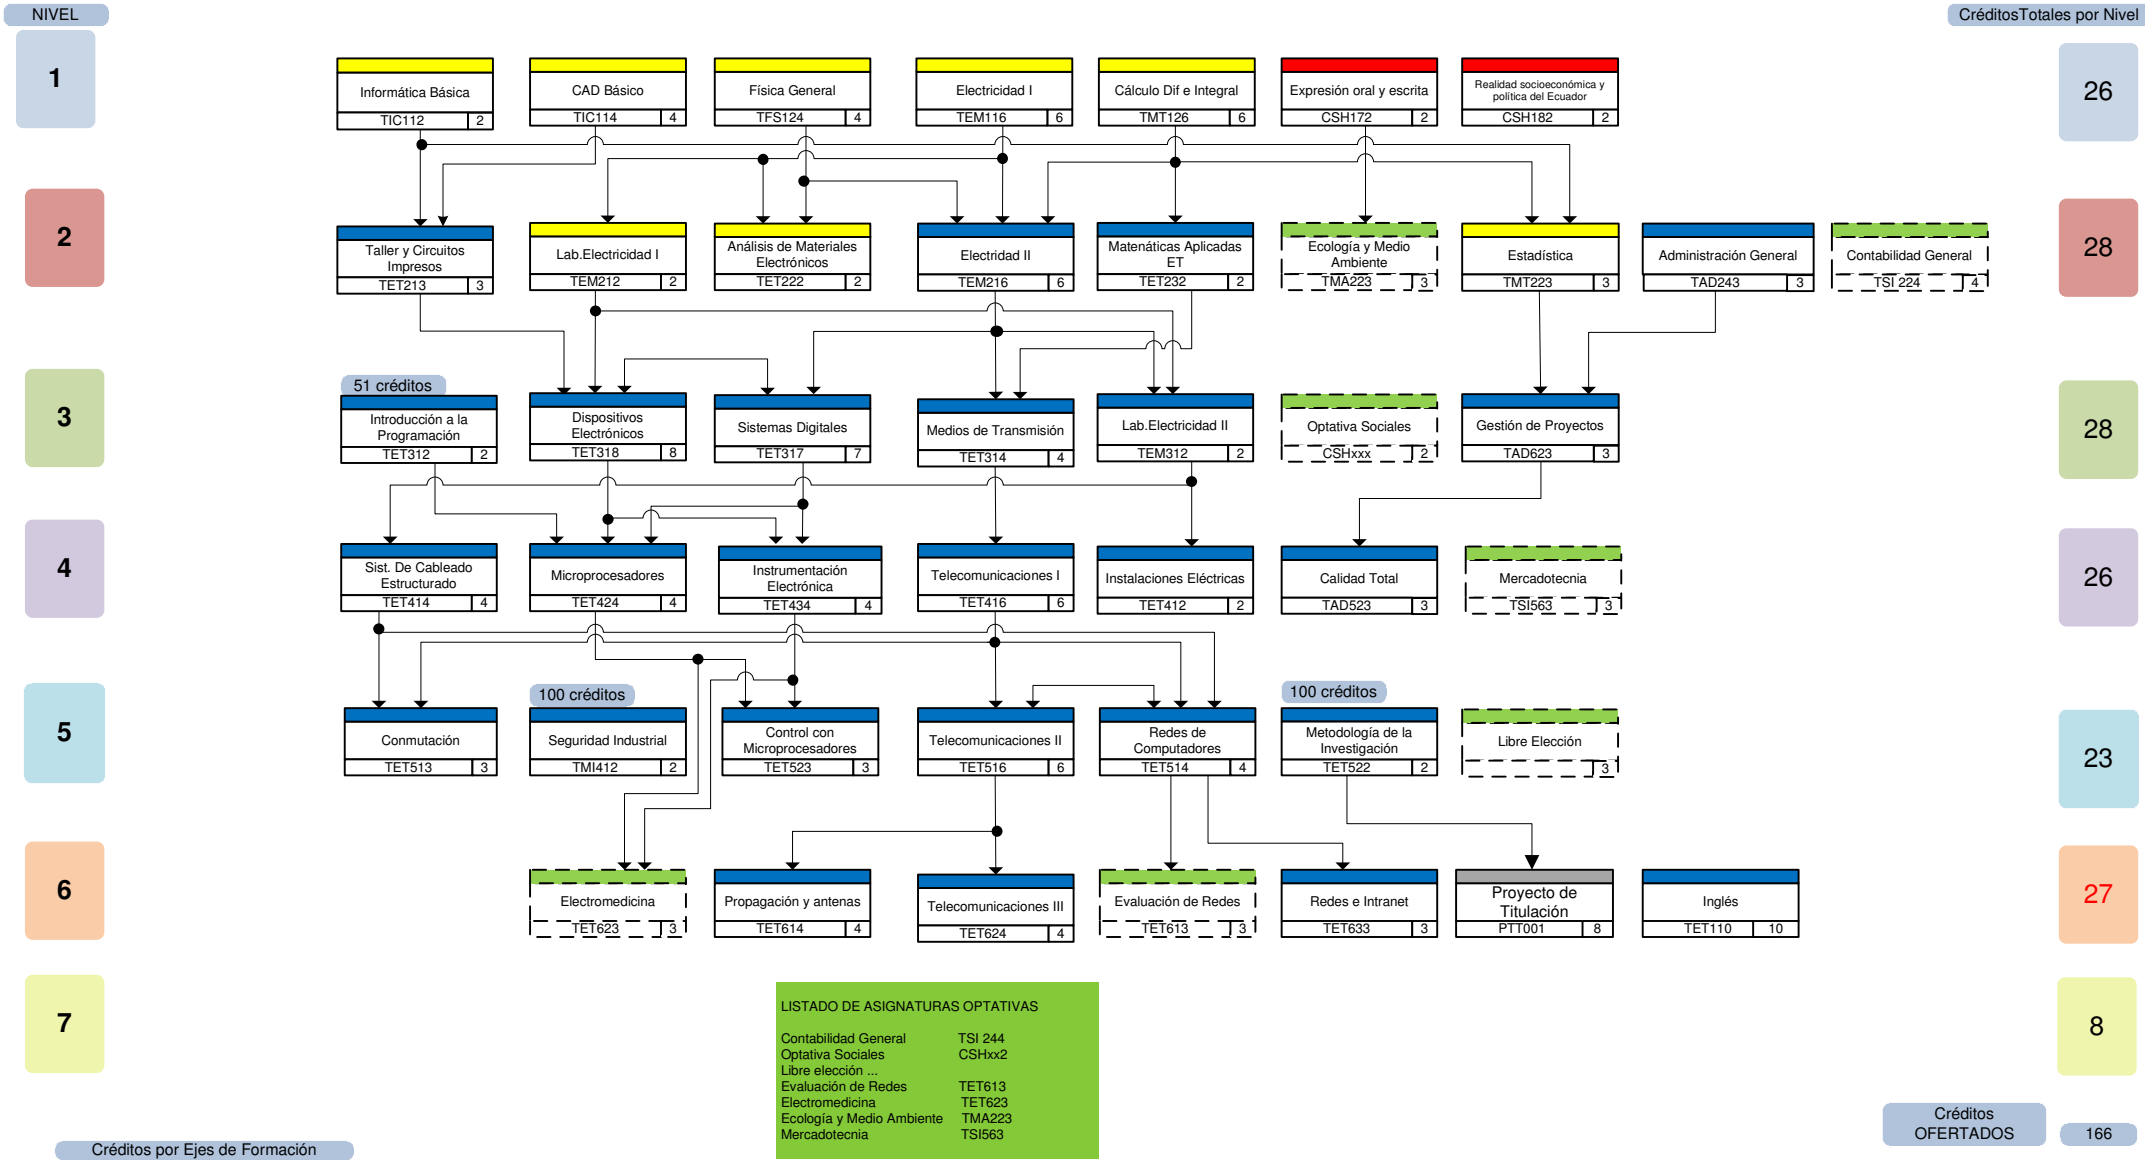 NIVEL
CréditosTotales por Nivel
1
Informática Básica
TIC112 2
CAD Básico
TIC114 4
Física General
TFS124 4
Electricidad I
TEM116 6
Cálculo Dif e Integral
TMT126 6
Expresión oral y escrita
CSH172 2
Realidad socioeconómica y
política del Ecuador
CSH182 2
26
2
Taller y Circuitos
Impresos
TET213 3
Lab.Electricidad I
TEM212 2
Análisis de Materiales
Electrónicos
TET222 2
Electridad II
TEM216 6
Matenáticas Aplicadas
ET
TET232 2
Ecología y Medio
Ambiente
TMA223 3
Estadística
TMT223 3
Administración General
TAD243 3
Contabilidad General
TSI 224 4
28
3
51 créditos
Introducción a la
Programación
TET312 2
Dispositivos
Electrónicos
TET318 8
Sistemas Digitales
TET317 7
Medios de Transmisión
TET314 4
Lab.Electricidad II
TEM312 2
Optativa Sociales
CSHxxx 2
Gestión de Proyectos
TAD623 3
28
4
Sist. De Cableado
Estructurado
TET414 4
Microprocesadores
TET424 4
Instrumentación
Electrónica
TET434 4
Telecomunicaciones I
TET416 6
Instalaciones Eléctricas
TET412 2
Calidad Total
TAD523 3
Mercadotecnia
TSI563 3
26
5
Conmutación
TET513 3
100 créditos
Seguridad Industrial
TMI412 2
Control con
Microprocesadores
TET523 3
Telecomunicaciones II
TET516 6
Redes de
Computadores
TET514 4
100 créditos
Metodología de la
Investigación
TET522 2
Libre Elección
3
23
6
Electromedicina
TET623 3
Propagación y antenas
TET614 4
Telecomunicaciones III
TET624 4
Evaluación de Redes
TET613 3
Redes e Intranet
TET633 3
Proyecto de
Titulación
PTT001 8
Inglés
TET110 10
27
7
8
LISTADO DE ASIGNATURAS OPTATIVAS
Contabilidad General TSI 244
Optativa Sociales CSHxx2
Libre elección ...
Evaluación de Redes TET613
Electromedicina TET623
Ecología y Medio Ambiente TMA223
Mercadotecnia TSI563
Créditos
OFERTADOS
166
Créditos por Ejes de Formación